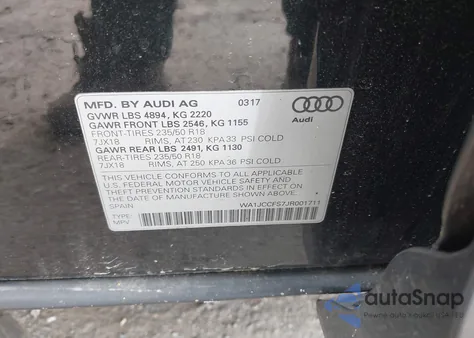 MFD. BY AUDI AG 03 17
GVWR LBS 4894, KG 2220
GAWR FRONT LBS 2546, KG 1155
FRONT-TIRES 235/50 R18
7JX18 RIMS, AT 230 KPA 33 PSI COLD
GAWR REAR LBS 2491, KG 1130
REAR-TIRES 235/50 R18
7JX18 RIMS, AT 250 KPA 36 PSI COLD
THIS VEHICLE CONFORMS TO ALL APPLICABLE
U.S. FEDERAL MOTOR VEHICLE SAFETY AND
THEFT PREVENTION STANDARDS IN EFFECT ON
THE DATE OF MANUFACTURE SHOWN ABOVE.
SPAIN
TYPE:
MPV
WA1JCCFS7JR001711
Audi
autoSnap